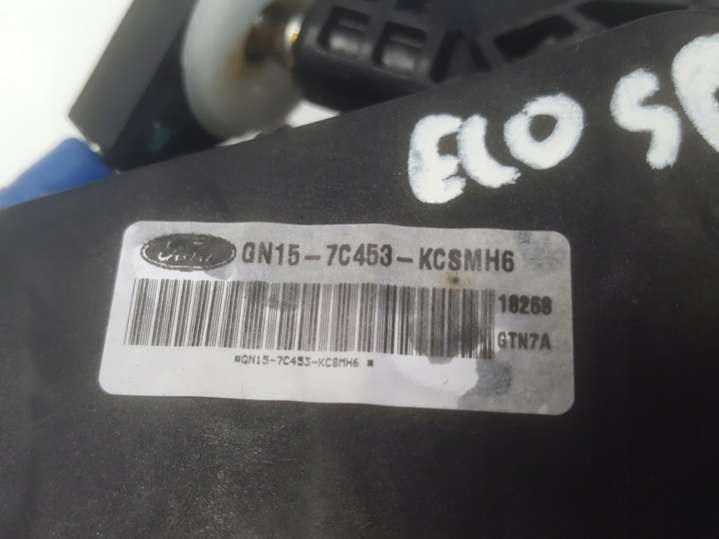 ECO SP
Ford
GN15-7C453-KCSMH6
18268
GTN7A
*GN15-7C453-KCSMH6 *